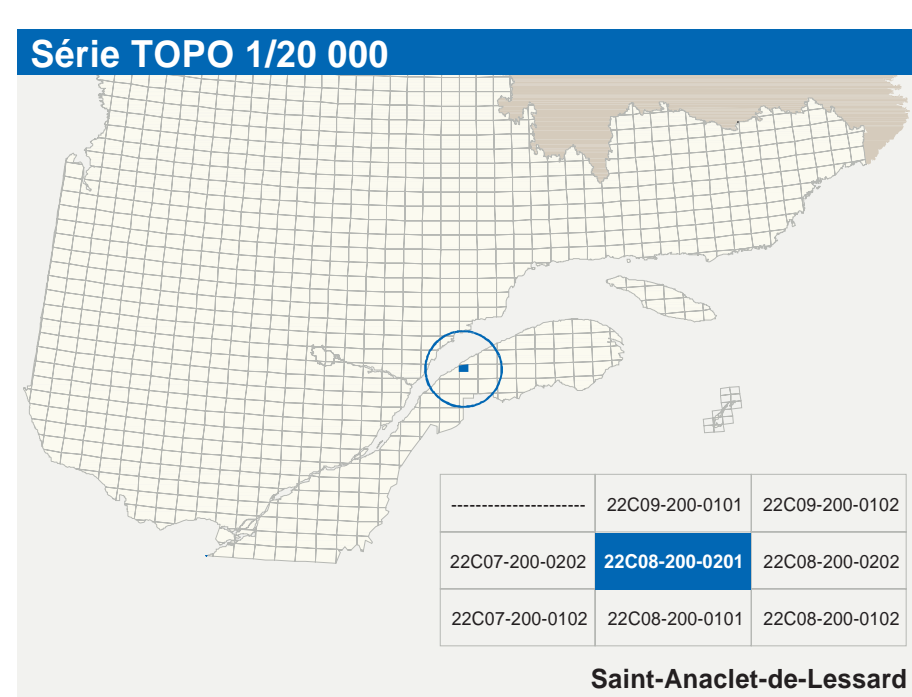 Série TOPO 1/20 000
---------------------- 22C09-200-0101 22C09-200-0102
22C07-200-0202 22C08-200-0201 22C08-200-0202
22C07-200-0102 22C08-200-0101 22C08-200-0102
Saint-Anaclet-de-Lessard